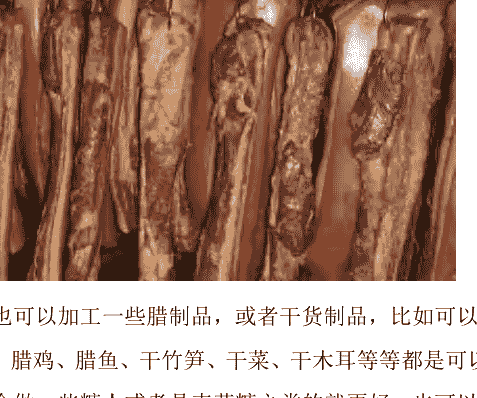 也可以加工一些腊制品，或者干货制品，比如可以
腊鸡、腊鱼、干竹笋、干菜、干木耳等等都是可以